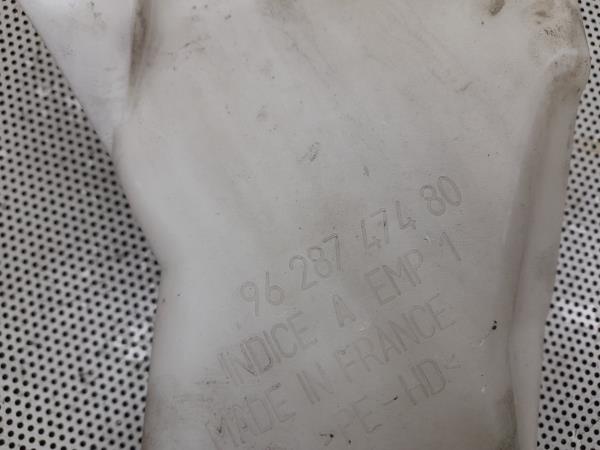 96 287 474 80
INDICE A EMP 1
MADE IN FRANCE
>PE-HD<